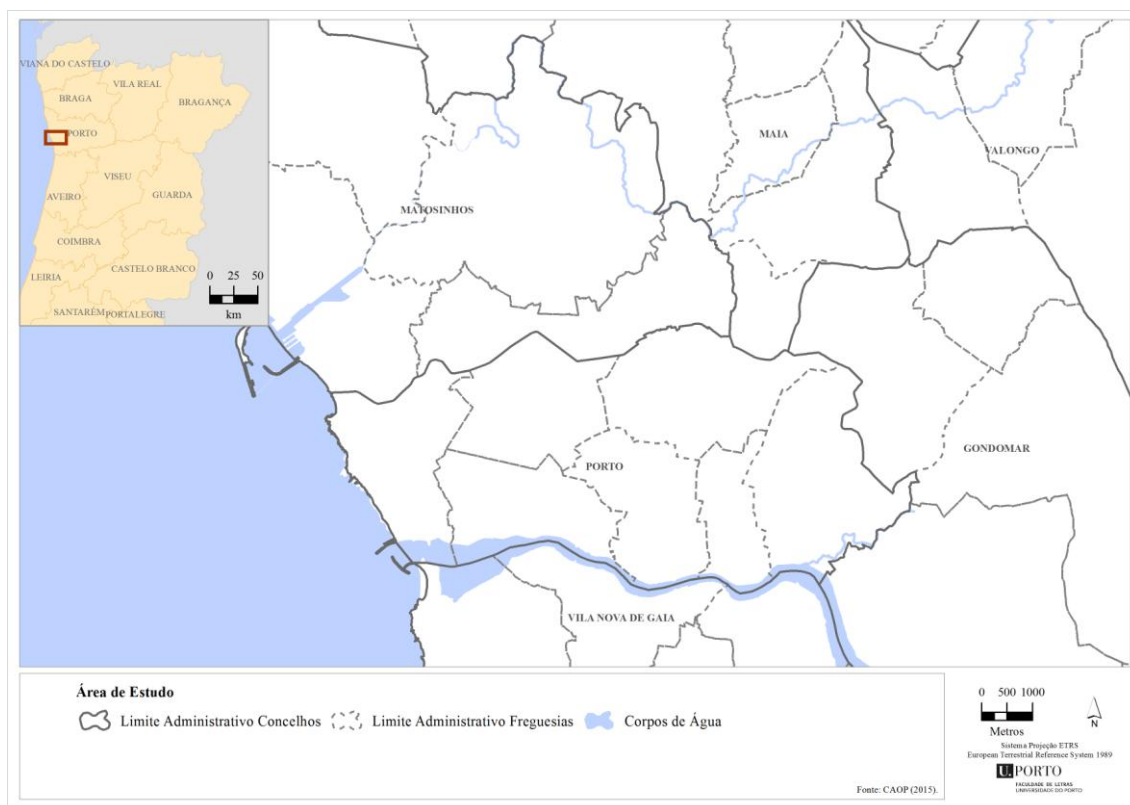 VIANA DO CASTELO
VILA REAL
BRAGA
BRAGANÇA
PORTO
VISEU
AVEIRO
GUARDA
COIMBRA
CASTELO BRANCO
LEIRIA
SANTARÉM
PORTALEGRE
0 25 50
km
MAIA
VALONGO
MATOSINHOS
GONDOMAR
PORTO
VILA NOVA DE GAIA
Área de Estudo
Limite Administrativo Concelhos
Limite Administrativo Freguesias
Corpos de Água
0 500 1000
Metros
N
Sistema Projeção ETRS
European Terrestrial Reference System 1989
U.PORTO
FACULDADE DE LETRAS
UNIVERSIDADE DO PORTO
Fonte: CAOP (2015).